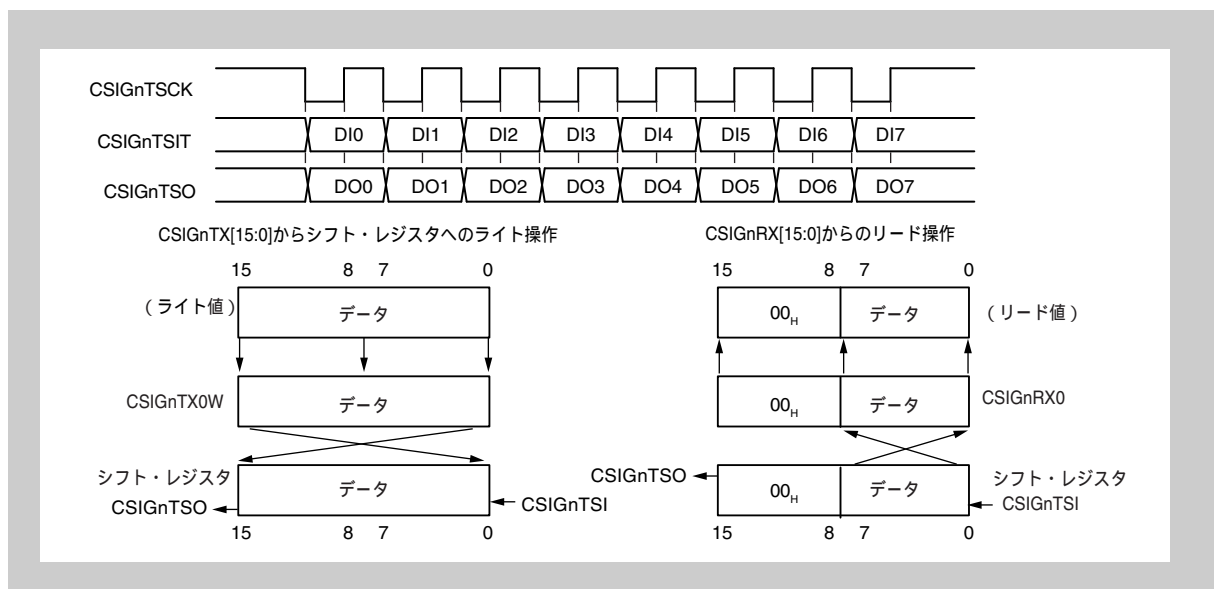 CSIGnTSCK
CSIGnTSIT DI0 DI1 DI2 DI3 DI4 DI5 DI6 DI7
CSIGnTSO DO0 DO1 DO2 DO3 DO4 DO5 DO6 DO7
CSIGnTX[15:0]からシフト・レジスタへのライト操作
15 8 7 0
(ライト値) データ
CSIGnTX0W データ
シフト・レジスタ データ
CSIGnTSO CSIGnTSI
15 8 7 0
CSIGnRX[15:0]からのリード操作
15 8 7 0
00H データ (リード値)
00H データ CSIGnRX0
CSIGnTSO 00H データ シフト・レジスタ
CSIGnTSI
15 8 7 0